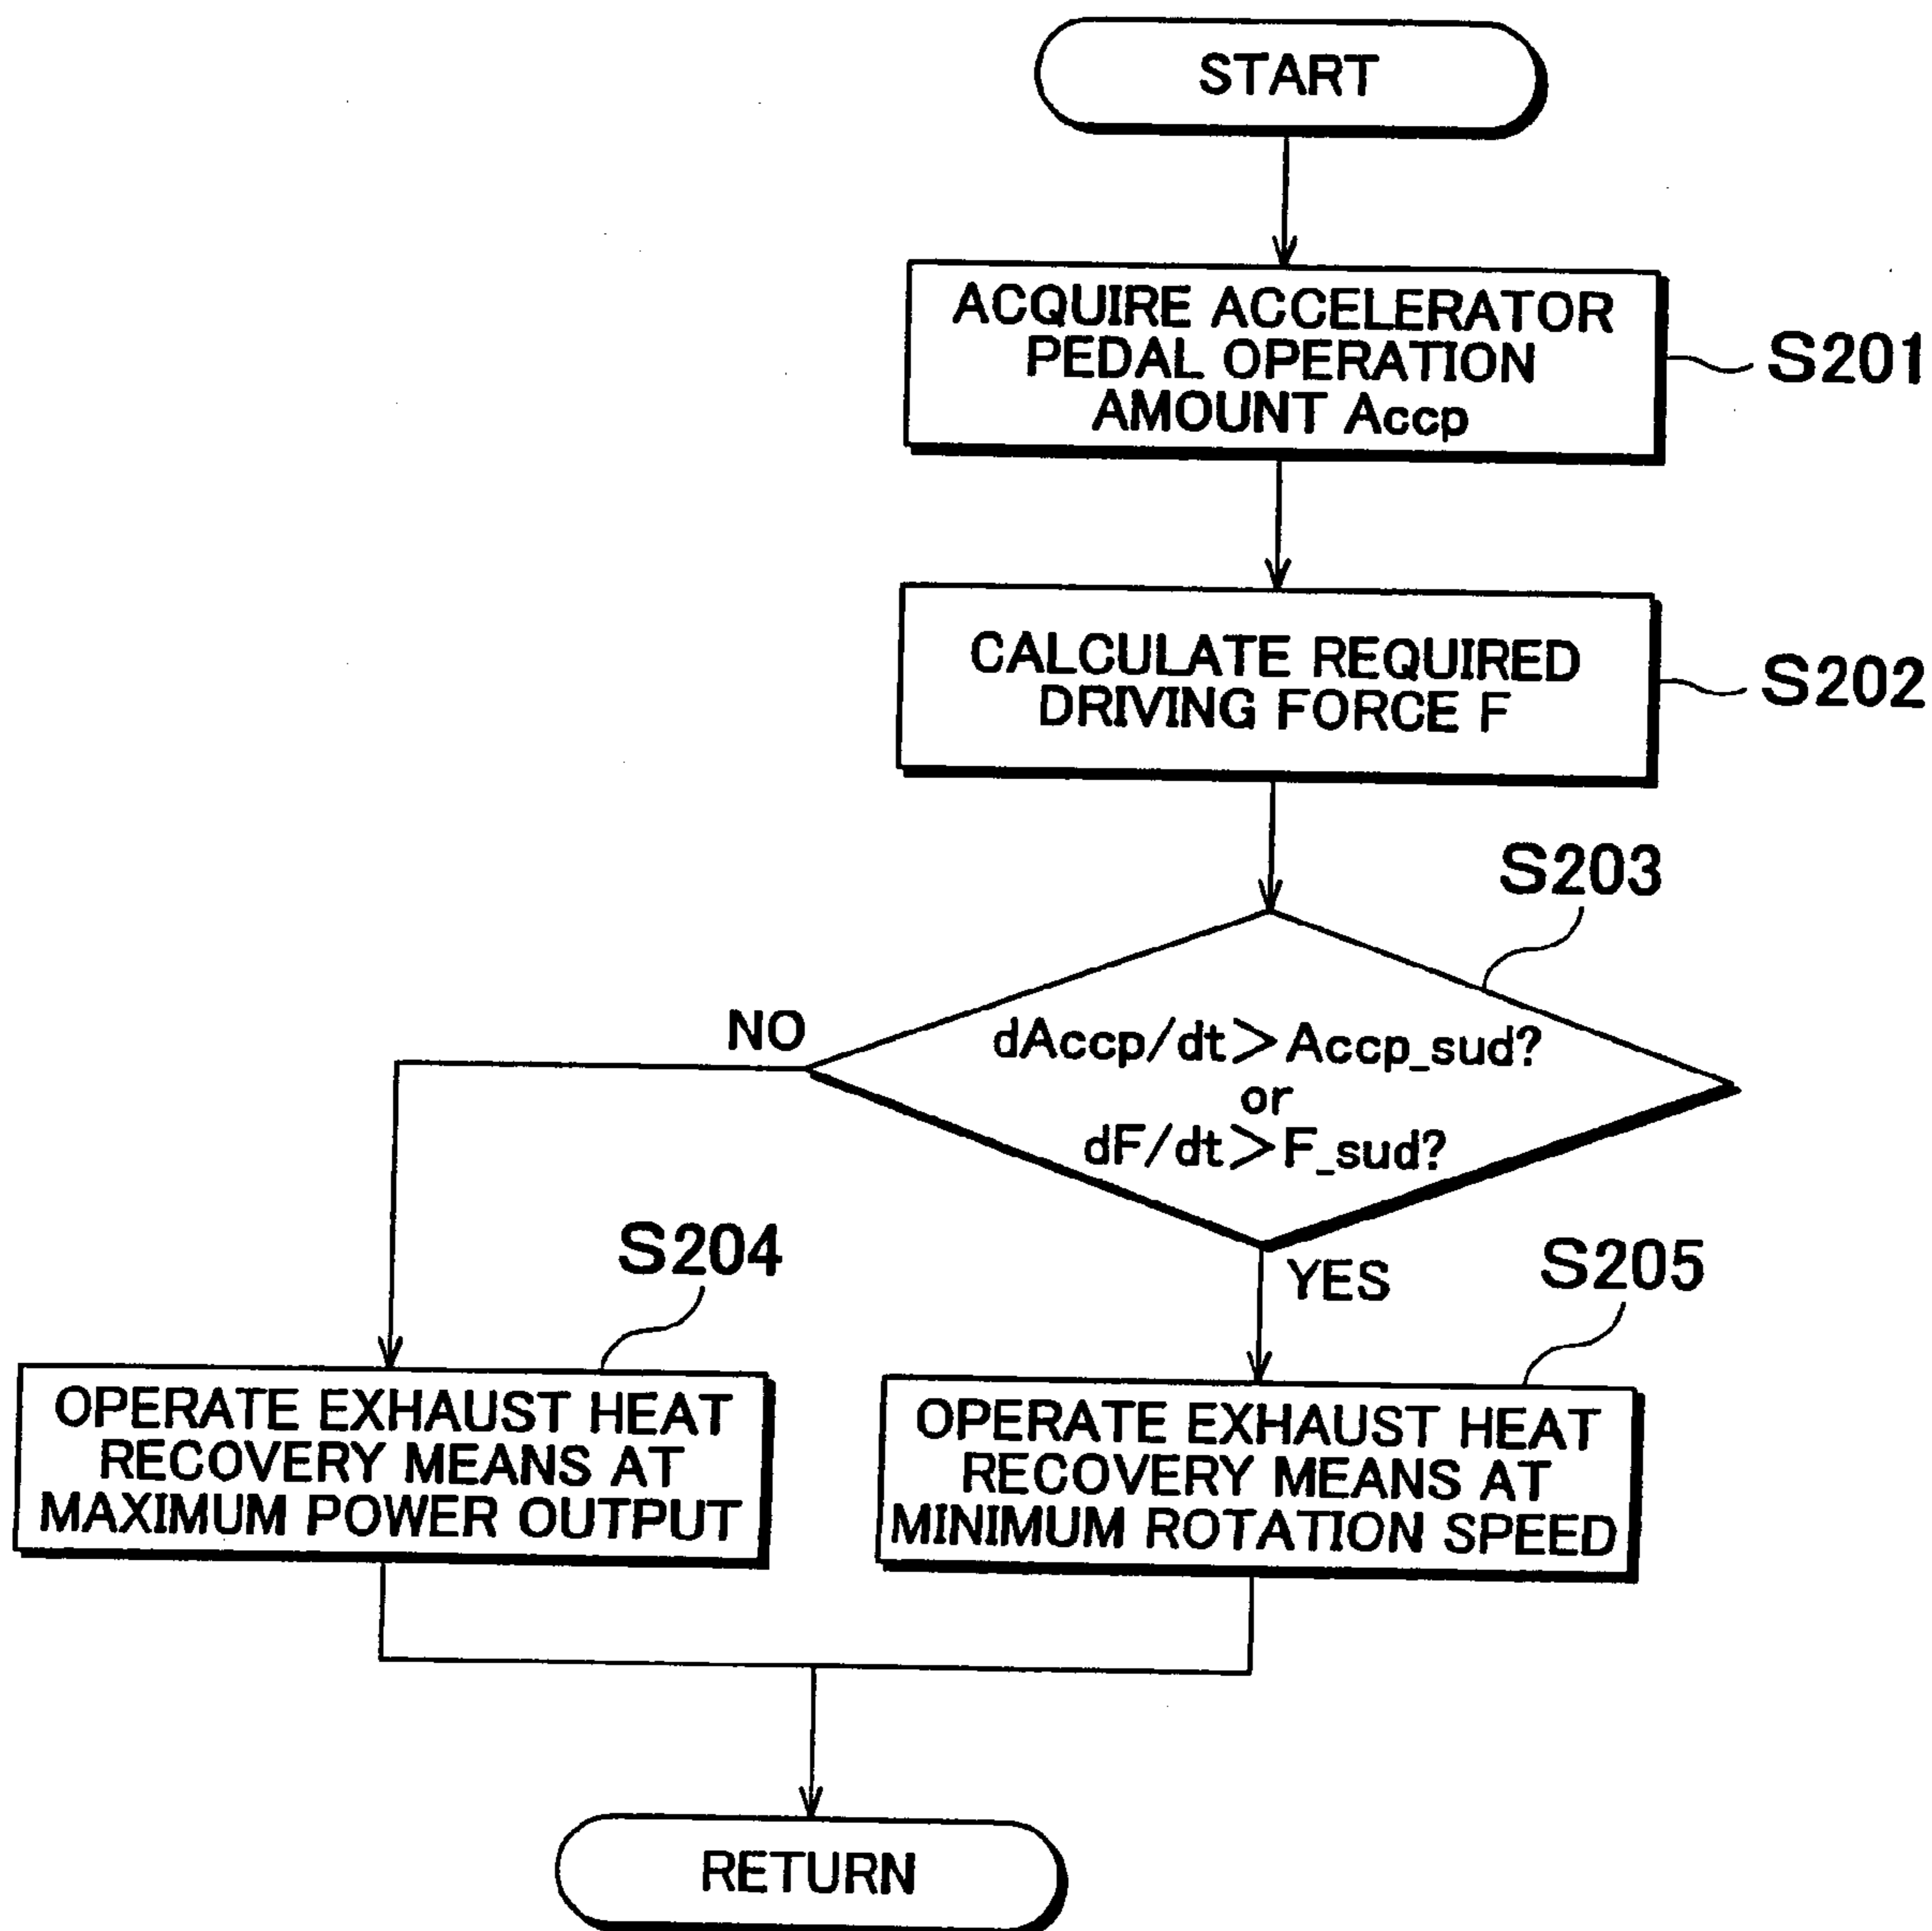 START
ACQUIRE ACCELERATOR
PEDAL OPERATION
AMOUNT Accp
S201
CALCULATE REQUIRED
DRIVING FORCE F
S202
S203
dAccp/dt>Accp_sud?
or
dF/dt>F_sud?
NO
YES
S204
OPERATE EXHAUST HEAT
RECOVERY MEANS AT
MAXIMUM POWER OUTPUT
S205
OPERATE EXHAUST HEAT
RECOVERY MEANS AT
MINIMUM ROTATION SPEED
RETURN